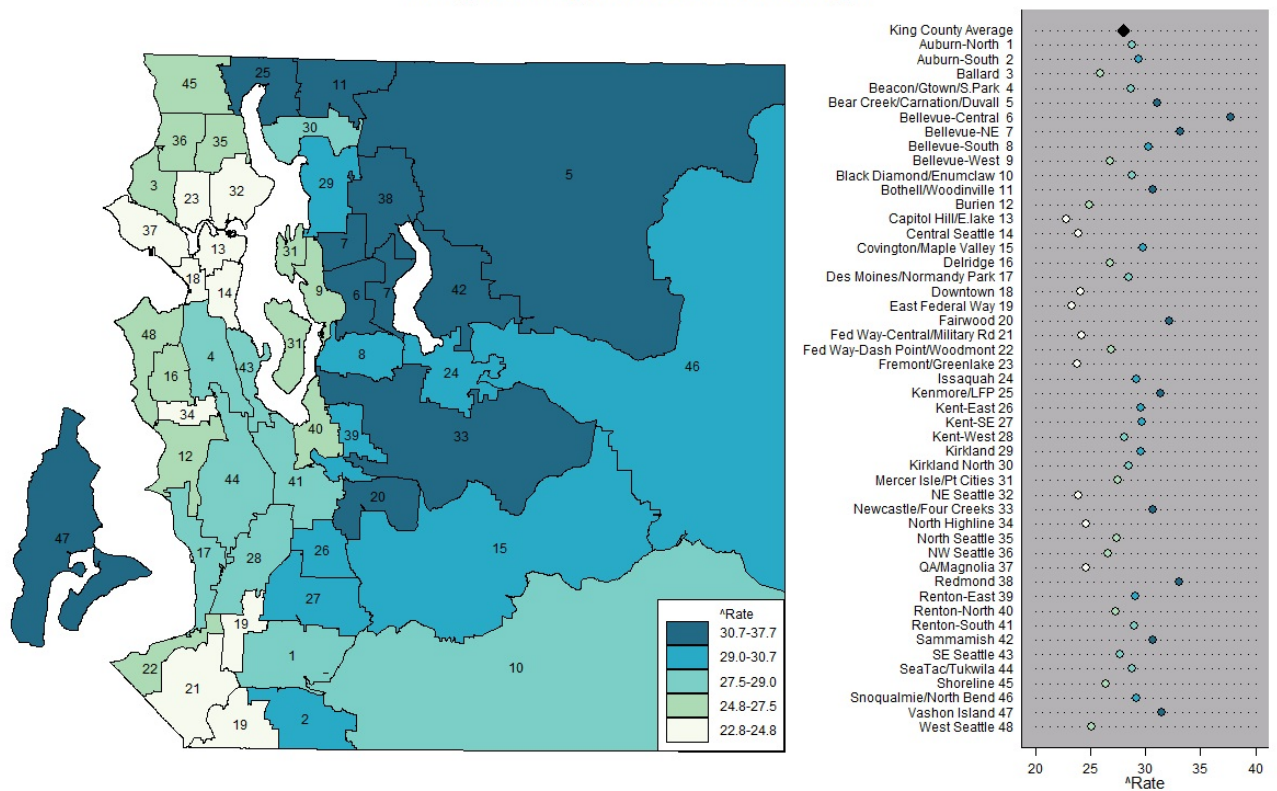 45
25
11
36
35
30
5
3
23
32
29
38
37
13
31
7
18
14
9
6
7
42
48
4
43
31
8
24
46
16
34
40
39
33
12
44
41
20
47
17
28
26
15
27
19
1
22
21
10
19
2
^Rate
30.7-37.7
29.0-30.7
27.5-29.0
24.8-27.5
22.8-24.8
King County Average
Auburn-North 1
Auburn-South 2
Ballard 3
Beacon/Gtown/S.Park 4
Bear Creek/Carnation/Duvall 5
Bellevue-Central 6
Bellevue-NE 7
Bellevue-South 8
Bellevue-West 9
Black Diamond/Enumclaw 10
Bothell/Woodinville 11
Burien 12
Capitol Hill/E.lake 13
Central Seattle 14
Covington/Maple Valley 15
Delridge 16
Des Moines/Normandy Park 17
Downtown 18
East Federal Way 19
Fairwood 20
Fed Way-Central/Military Rd 21
Fed Way-Dash Point/Woodmont 22
Fremont/Greenlake 23
Issaquah 24
Kenmore/LFP 25
Kent-East 26
Kent-SE 27
Kent-West 28
Kirkland 29
Kirkland North 30
Mercer Isle/Pt Cities 31
NE Seattle 32
Newcastle/Four Creeks 33
North Highline 34
North Seattle 35
NW Seattle 36
QA/Magnolia 37
Redmond 38
Renton-East 39
Renton-North 40
Renton-South 41
Sammamish 42
SE Seattle 43
SeaTac/Tukwila 44
Shoreline 45
Snoqualmie/North Bend 46
Vashon Island 47
West Seattle 48
20 25 30 35 40
^Rate